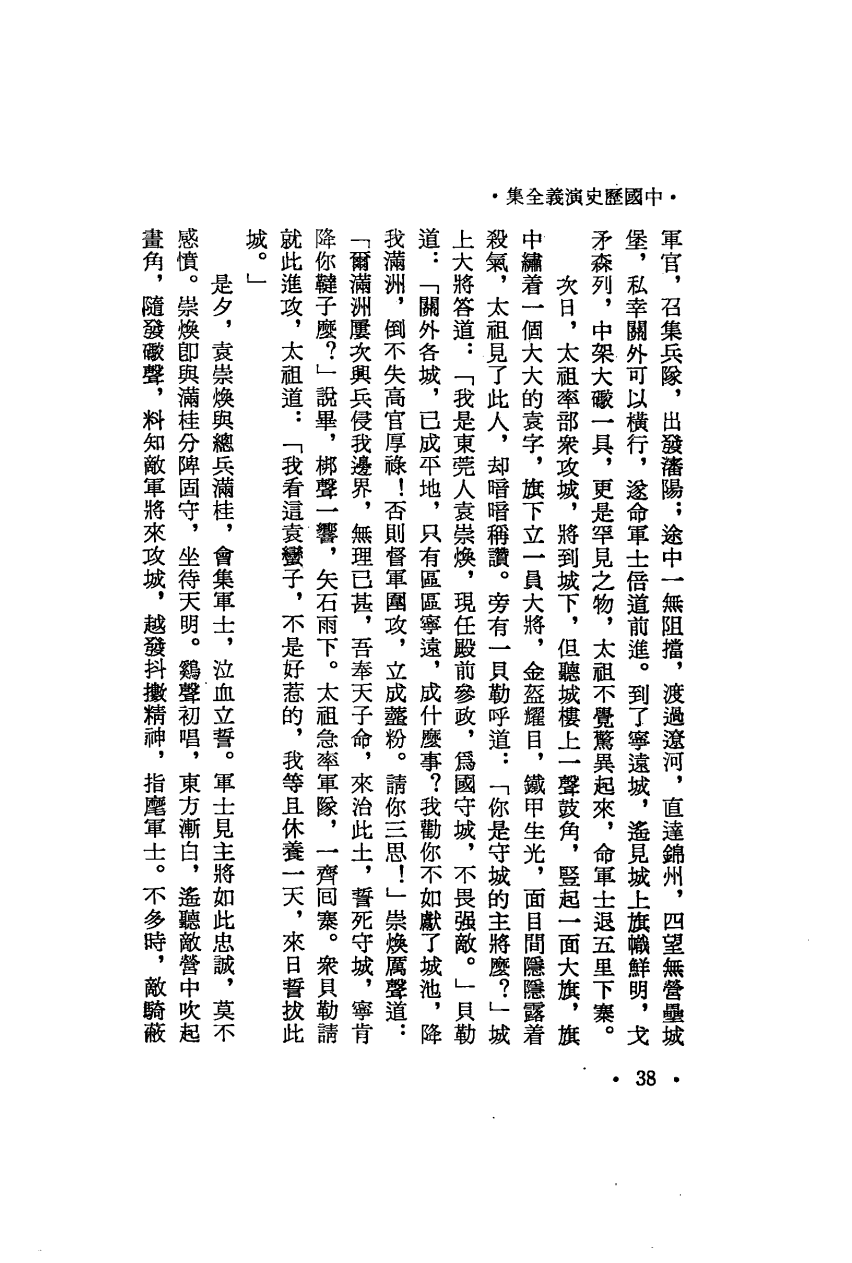 ·中國歷史演義全集·
軍官，召集兵隊，出發瀋陽；途中一無阻擋，渡過遼河，直達錦州，四望無營壘城
堡，私幸關外可以橫行，遂命軍士倍道前進。到了寧遠城，遙見城上旗幟鮮明，戈
矛森列，中架大礮一具，更是罕見之物，太祖不覺驚異起來，命軍士退五里下寨。
次日，太祖率部衆攻城，將到城下，但聽城樓上一聲鼓角，豎起一面大旗，旗
中繡着一個大大的袁字，旗下立一員大將，金盔耀目，鐵甲生光，面目間隱隱露着
殺氣，太祖見了此人，却暗暗稱讚。旁有一貝勒呼道：「你是守城的主將麼？」城
上大將答道：「我是東莞人袁崇煥，現任殿前參政，爲國守城，不畏强敵。」貝勒
道：「關外各城，已成平地，只有區區寧遠，成什麼事？我勸你不如獻了城池，降
我滿洲，倒不失高官厚祿！否則督軍圍攻，立成虀粉。請你三思！」崇煥厲聲道：
「爾滿洲屢次興兵侵我邊界，無理已甚，吾奉天子命，來治此土，誓死守城，寧肯
降你韃子麼？」說畢，梆聲一響，矢石雨下。太祖急率軍隊，一齊回寨。衆貝勒請
就此進攻，太祖道：「我看這袁蠻子，不是好惹的，我等且休養一天，來日誓拔此
城。」
是夕，袁崇煥與總兵滿桂，會集軍士，泣血立誓。軍士見主將如此忠誠，莫不
感憤。崇煥卽與滿桂分陴固守，坐待天明。鷄聲初唱，東方漸白，遙聽敵營中吹起
畫角，隨發礮聲，料知敵軍將來攻城，越發抖擻精神，指麾軍士。不多時，敵騎蔽
·38·